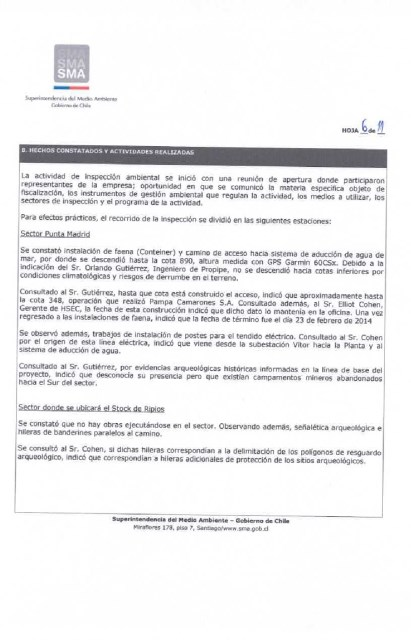 SMA
SMA
SMA
Superintendencia del Medio Ambiente
Gobierno de Chile
HOJA 6 de 11
B. HECHOS CONSTATADOS Y ACTIVIDADES REALIZADAS
La actividad de inspección ambiental se inició con una reunión de apertura donde participaron
representantes de la empresa; oportunidad en que se comunicó la materia específica objeto de
fiscalización, los instrumentos de gestión ambiental que regulan la actividad, los medios a utilizar, los
sectores de inspección y el programa de la actividad.
Para efectos prácticos, el recorrido de la inspección se dividió en las siguientes estaciones:
Sector Punta Madrid
Se constató instalación de faena (Container) y camino de acceso hacia sistema de aducción de agua de
mar, por donde se descendió hasta la cota 890, altura medida con GPS Garmin 60CSx. Debido a la
indicación del Sr. Orlando Gutiérrez, Ingeniero de Propipe, no se descendió hacia cotas inferiores por
condiciones climatológicas y riesgos de derrumbe en el terreno.
Consultado al Sr. Gutiérrez, hasta que cota está construido el acceso, indicó que aproximadamente hasta
la cota 348, operación que realizó Pampa Camarones S.A. Consultado además, al Sr. Elliot Cohen,
Gerente de HSEC, la fecha de esta construcción indicó que dicho dato lo mantenía en la oficina. Una vez
regresado a las instalaciones de faena, indicó que la fecha de término fue el día 23 de febrero de 2014
Se observó además, trabajos de instalación de postes para el tendido eléctrico. Consultado al Sr. Cohen
por el origen de esta línea eléctrica, indicó que viene desde la subestación Vitor hacia la Planta y al
sistema de aducción de agua.
Consultado al Sr. Gutiérrez, por evidencias arqueológicas históricas informadas en la línea de base del
proyecto, indicó que desconocía su presencia pero que existían campamentos mineros abandonados
hacia el Sur del sector.
Sector donde se ubicará el Stock de Ripios
Se constató que no hay obras ejecutándose en el sector. Observando además, señalética arqueológica e
hileras de banderines paralelos al camino.
Se consultó al Sr. Cohen, si dichas hileras correspondían a la delimitación de los polígonos de resguardo
arqueológico, indicó que correspondían a hileras adicionales de protección de los sitios arqueológicos.
Superintendencia del Medio Ambiente – Gobierno de Chile
Miraflores 178, piso 7, Santiago/www.sma.gob.cl